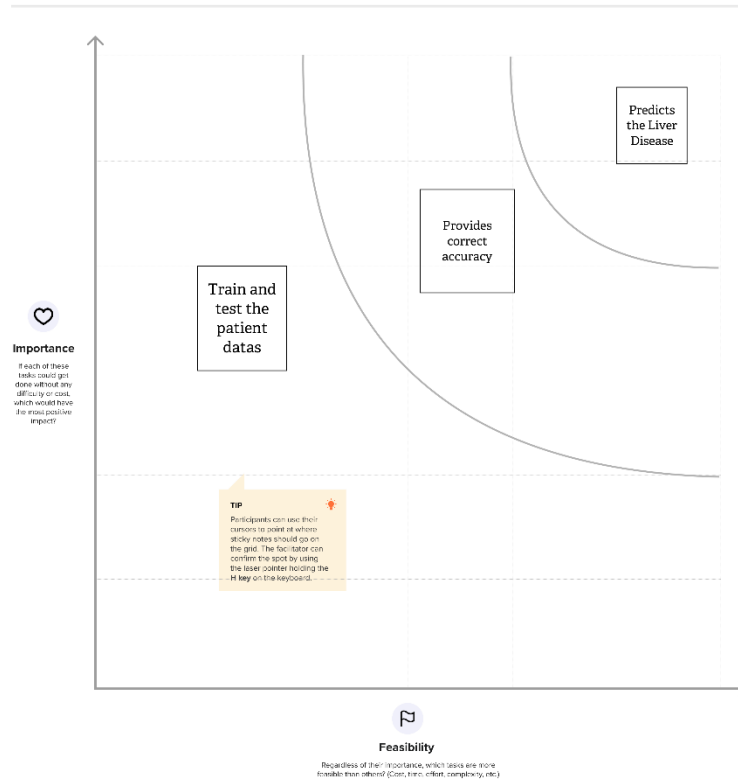 Predicts
the Liver
Disease
Provides
correct
accuracy
Train and
test the
patient
datas
Importance
If each of these
tasks could get
done without any
difficulty or cost,
which would have
the most positive
impact?
TIP
Participants can use their
cursors to point at where
sticky notes should go on
the grid. The facilitator can
confirm the spot by using
the laser pointer holding the
H key on the keyboard.
Feasibility
Regardless of their importance, which tasks are more
feasible than others? (Cost, time, effort, complexity, etc.)